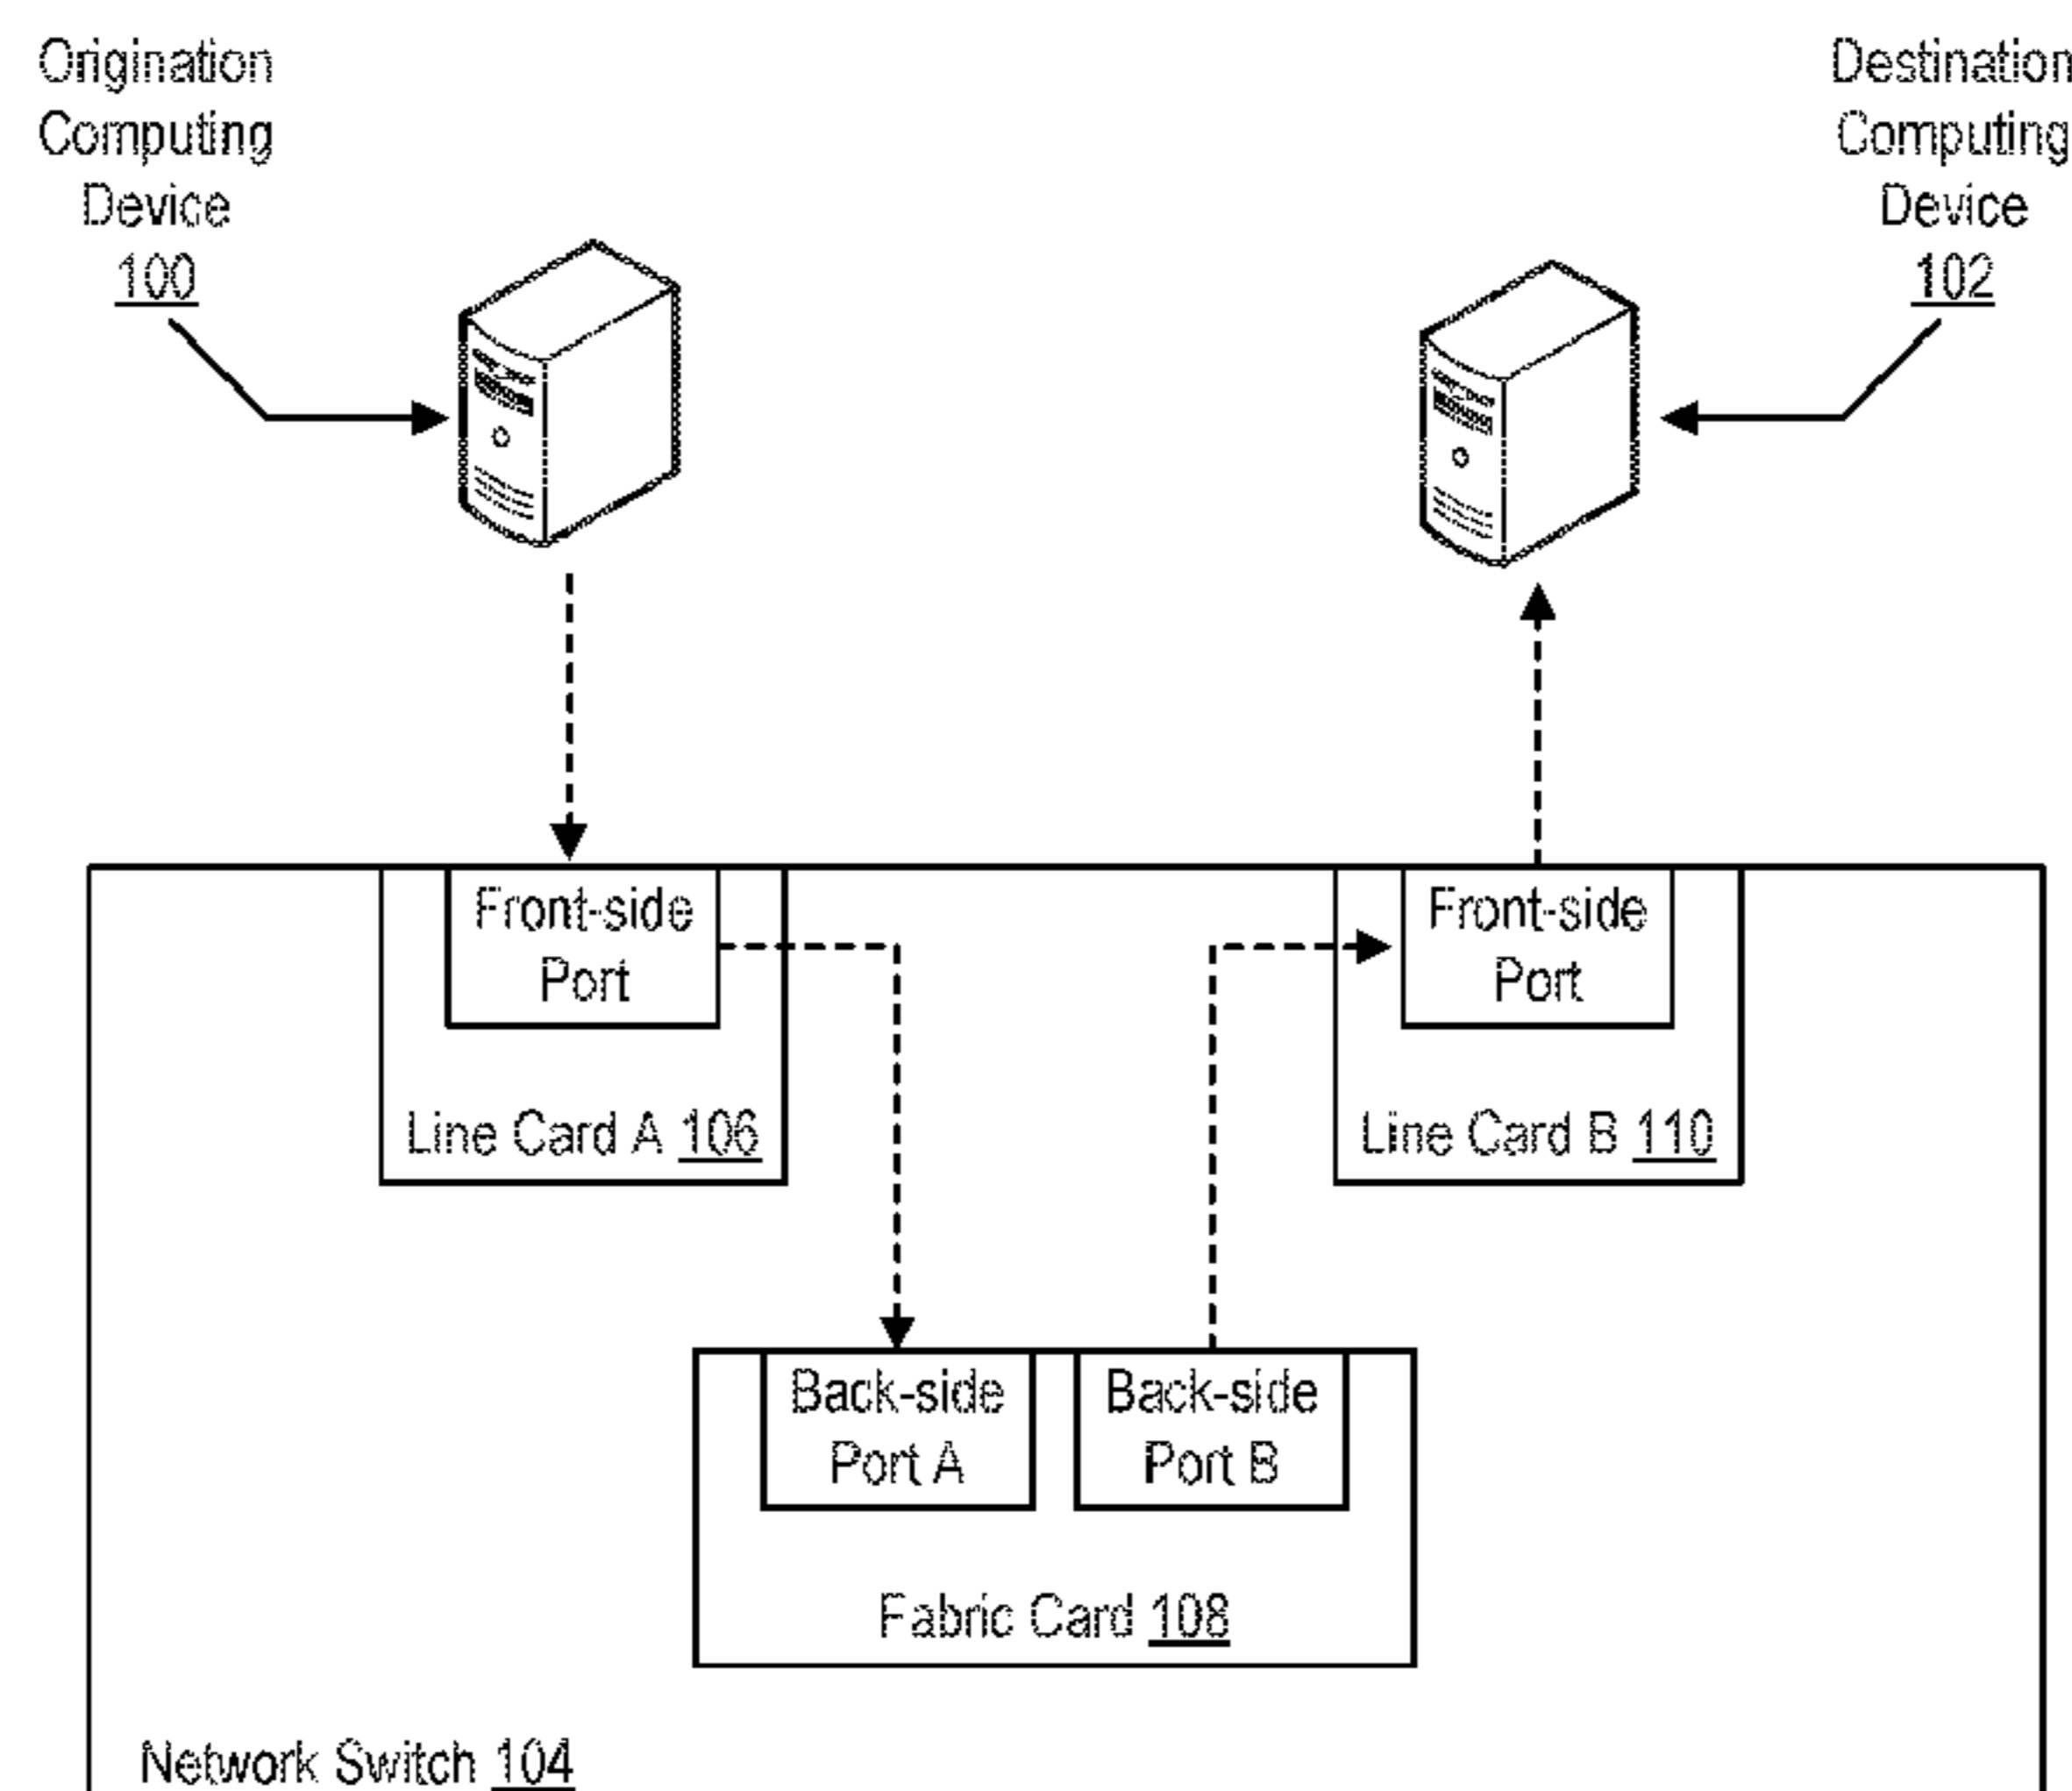 Origination
Computing
Device
100
Destination
Computing
Device
102
Front-side
Port
Line Card A 106
Front-side
Port
Line Card B 110
Back-side
Port A
Back-side
Port B
Fabric Card 108
Network Switch 104